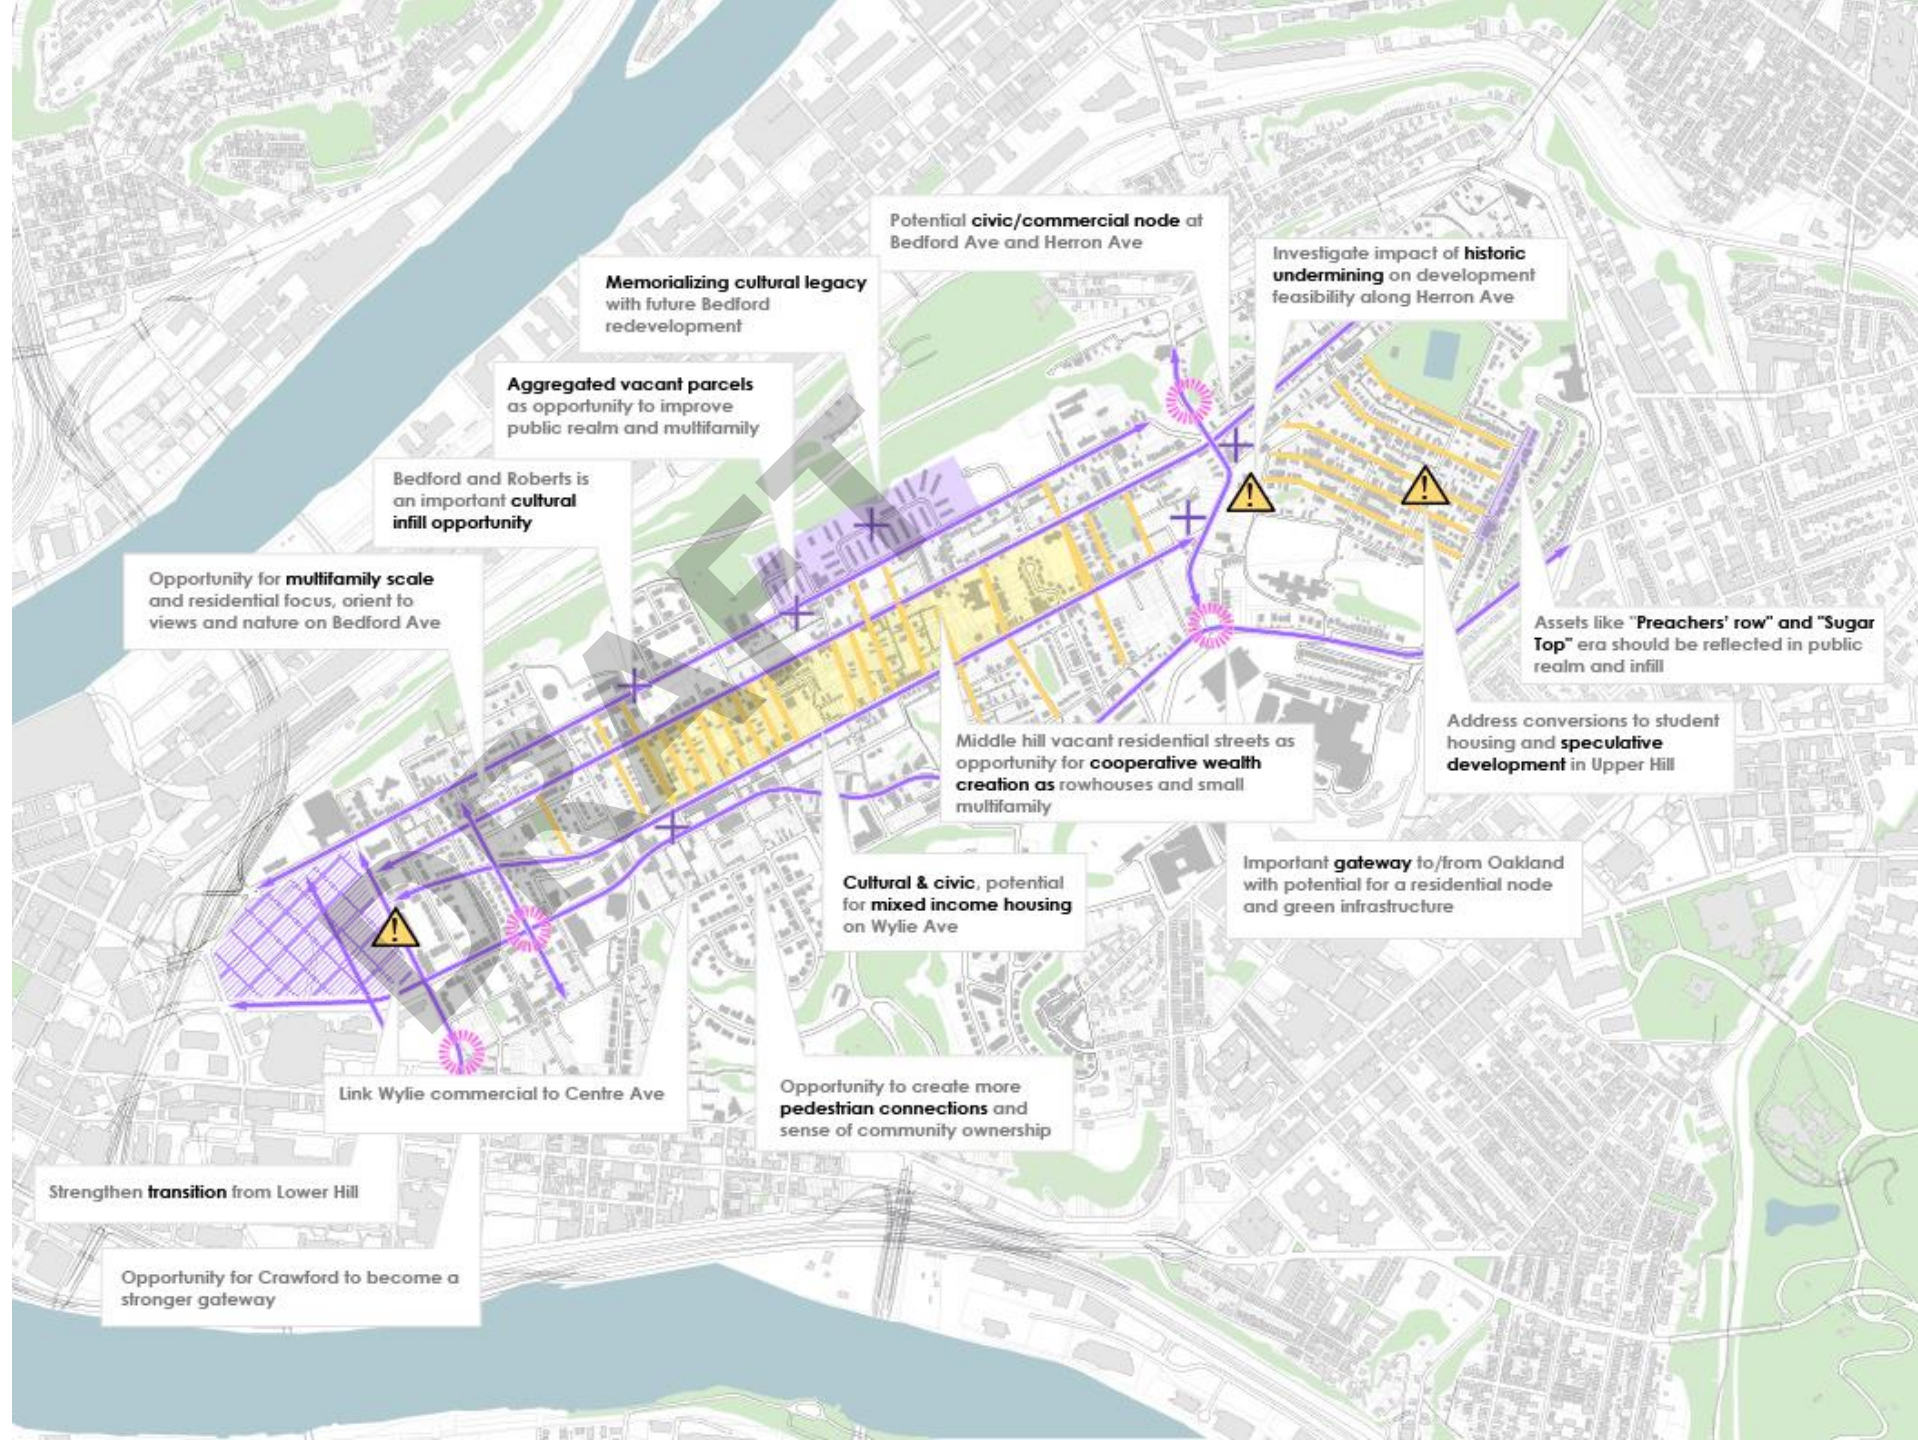 Potential civic/commercial node at
Bedford Ave and Herron Ave
Investigate impact of historic
undermining on development
feasibility along Herron Ave
Memorializing cultural legacy
with future Bedford
redevelopment
Aggregated vacant parcels
as opportunity to improve
public realm and multifamily
Bedford and Roberts is
an important cultural
infill opportunity
Opportunity for multifamily scale
and residential focus, orient to
views and nature on Bedford Ave
Assets like "Preachers' row" and "Sugar
Top" era should be reflected in public
realm and infill
Address conversions to student
housing and speculative
development in Upper Hill
Middle hill vacant residential streets as
opportunity for cooperative wealth
creation as rowhouses and small
multifamily
Important gateway to/from Oakland
with potential for a residential node
and green infrastructure
Cultural & civic, potential
for mixed income housing
on Wylie Ave
Opportunity to create more
pedestrian connections and
sense of community ownership
Link Wylie commercial to Centre Ave
Strengthen transition from Lower Hill
Opportunity for Crawford to become a
stronger gateway
DRAFT